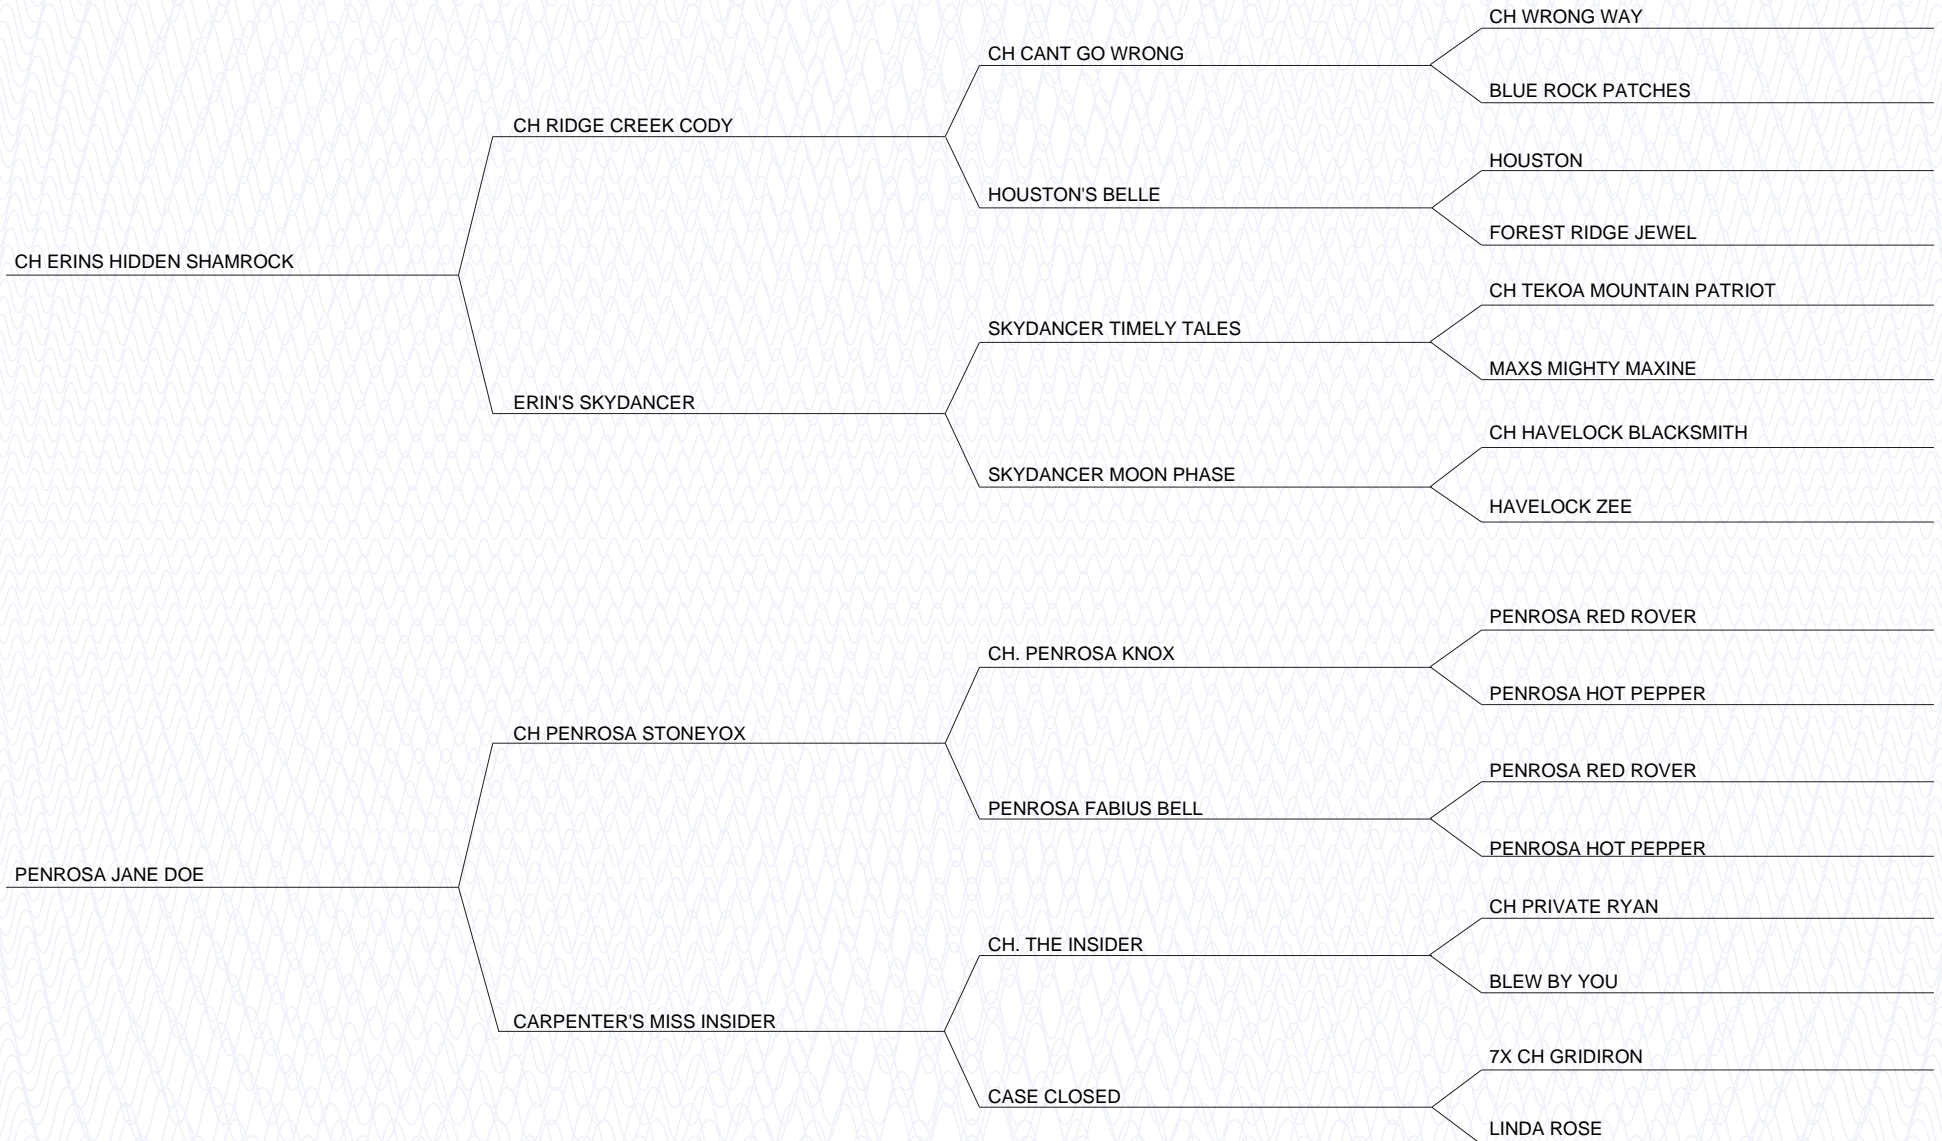 CH WRONG WAY
CH CANT GO WRONG
BLUE ROCK PATCHES
CH RIDGE CREEK CODY
HOUSTON
HOUSTON'S BELLE
FOREST RIDGE JEWEL
CH ERINS HIDDEN SHAMROCK
CH TEKOA MOUNTAIN PATRIOT
SKYDANCER TIMELY TALES
MAXS MIGHTY MAXINE
ERIN'S SKYDANCER
CH HAVELOCK BLACKSMITH
SKYDANCER MOON PHASE
HAVELOCK ZEE
PENROSA RED ROVER
CH. PENROSA KNOX
PENROSA HOT PEPPER
CH PENROSA STONEYOX
PENROSA RED ROVER
PENROSA FABIUS BELL
PENROSA HOT PEPPER
PENROSA JANE DOE
CH PRIVATE RYAN
CH. THE INSIDER
BLEW BY YOU
CARPENTER'S MISS INSIDER
7X CH GRIDIRON
CASE CLOSED
LINDA ROSE